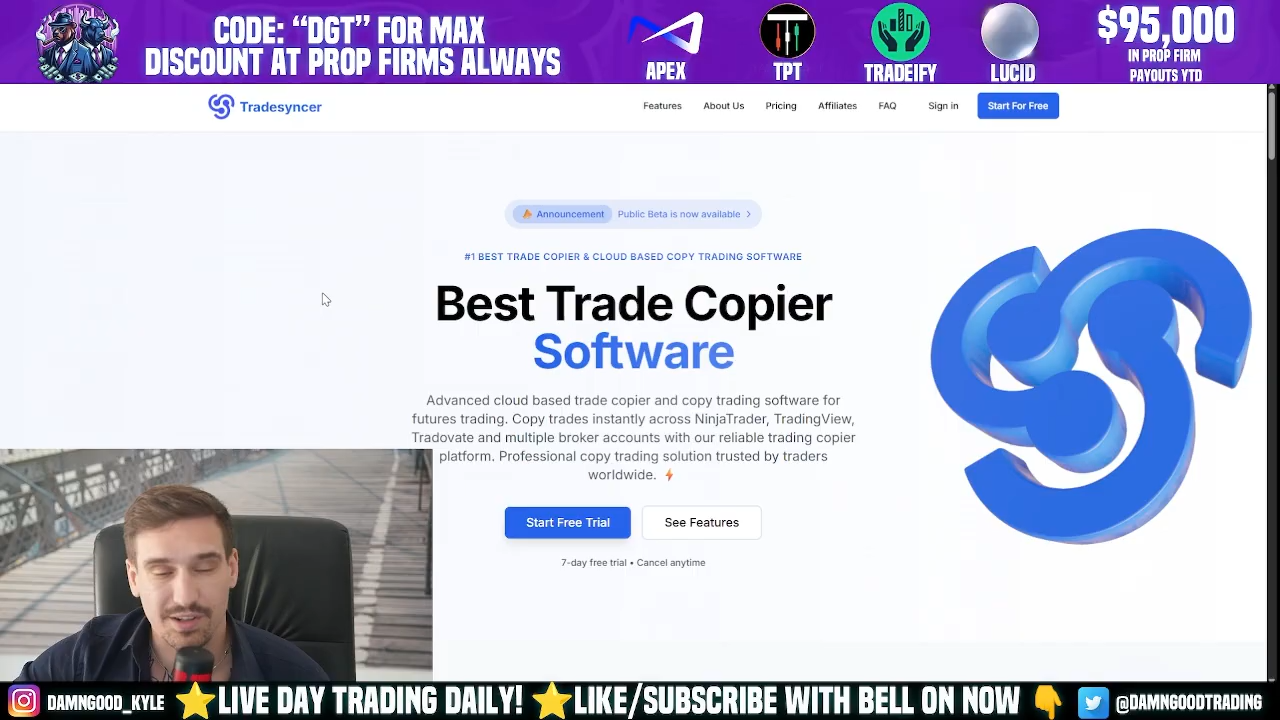 CODE: “DGT” FOR MAX
DISCOUNT AT PROP FIRMS ALWAYS
APEX
TPT
TRADEIFY
LUCID
$95,000
IN PROP FIRM
PAYOUTS YTD
Tradesyncer
Features
About Us
Pricing
Affiliates
FAQ
Sign in
Start For Free
Announcement
Public Beta is now available
#1 BEST TRADE COPIER & CLOUD BASED COPY TRADING SOFTWARE
Best Trade Copier
Software
Advanced cloud based trade copier and copy trading software for
futures trading. Copy trades instantly across NinjaTrader, TradingView,
Tradovate and multiple broker accounts with our reliable trading copier
platform. Professional copy trading solution trusted by traders
worldwide. ⚡
Start Free Trial
See Features
7-day free trial • Cancel anytime
DAMNGOOD_KYLE
⭐LIVE DAY TRADING DAILY! ⭐LIKE/SUBSCRIBE WITH BELL ON NOW 👇
@DAMNGOODTRADING